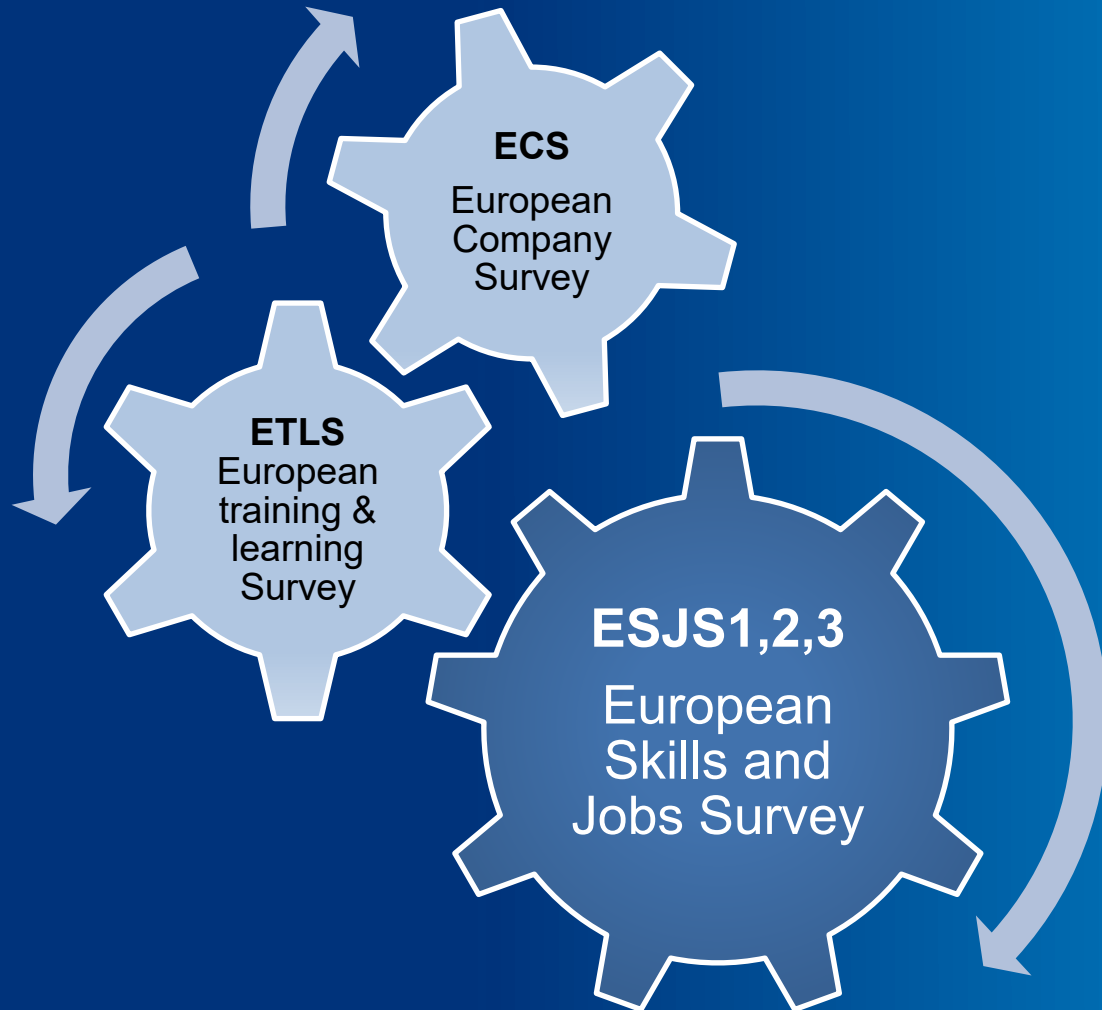 ECS
European
Company
Survey
ETLS
European
training &
learning
Survey
ESJS1,2,3
European
Skills and
Jobs Survey